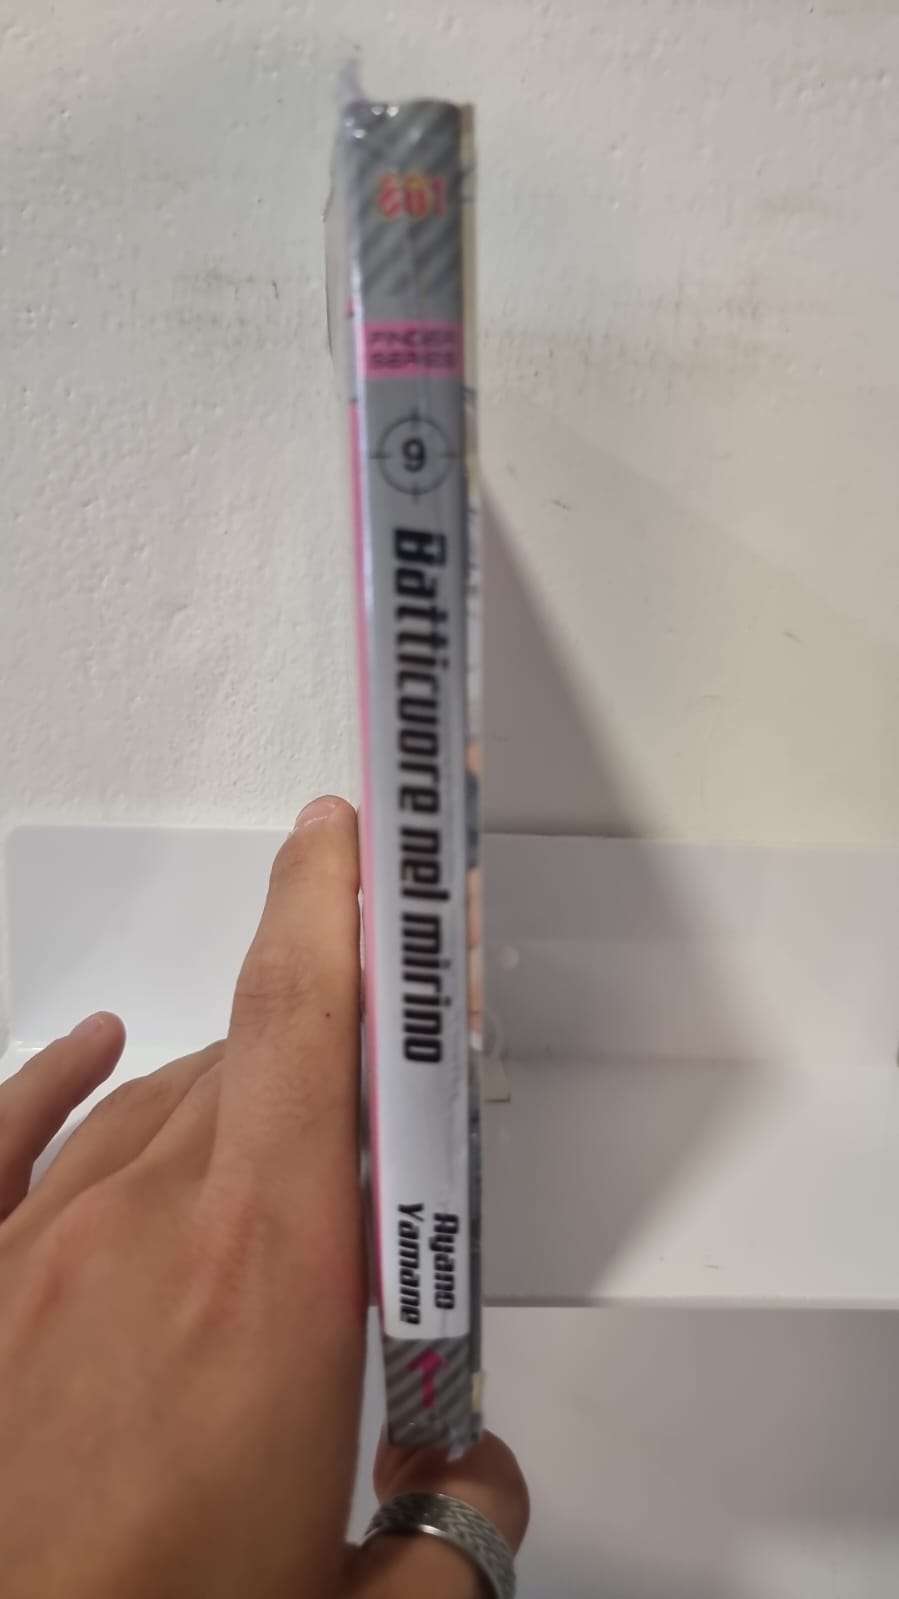 801
FINDER
SERIES
9
Batticuore nel mirino
Ayano
Yamane